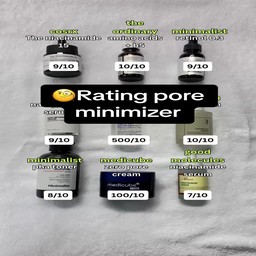 cosrx
The niacinamide
15
9/10
the
ordinary
amino acids
+ b5
10/10
minimalist
retinol 0.3
9/10
🧐Rating pore
minimizer
9/10
500/10
10/10
minimalist
pha toner
8/10
medicube
zero pore
cream
medicube
100/10
good
molecules
niacinamide
serum
7/10